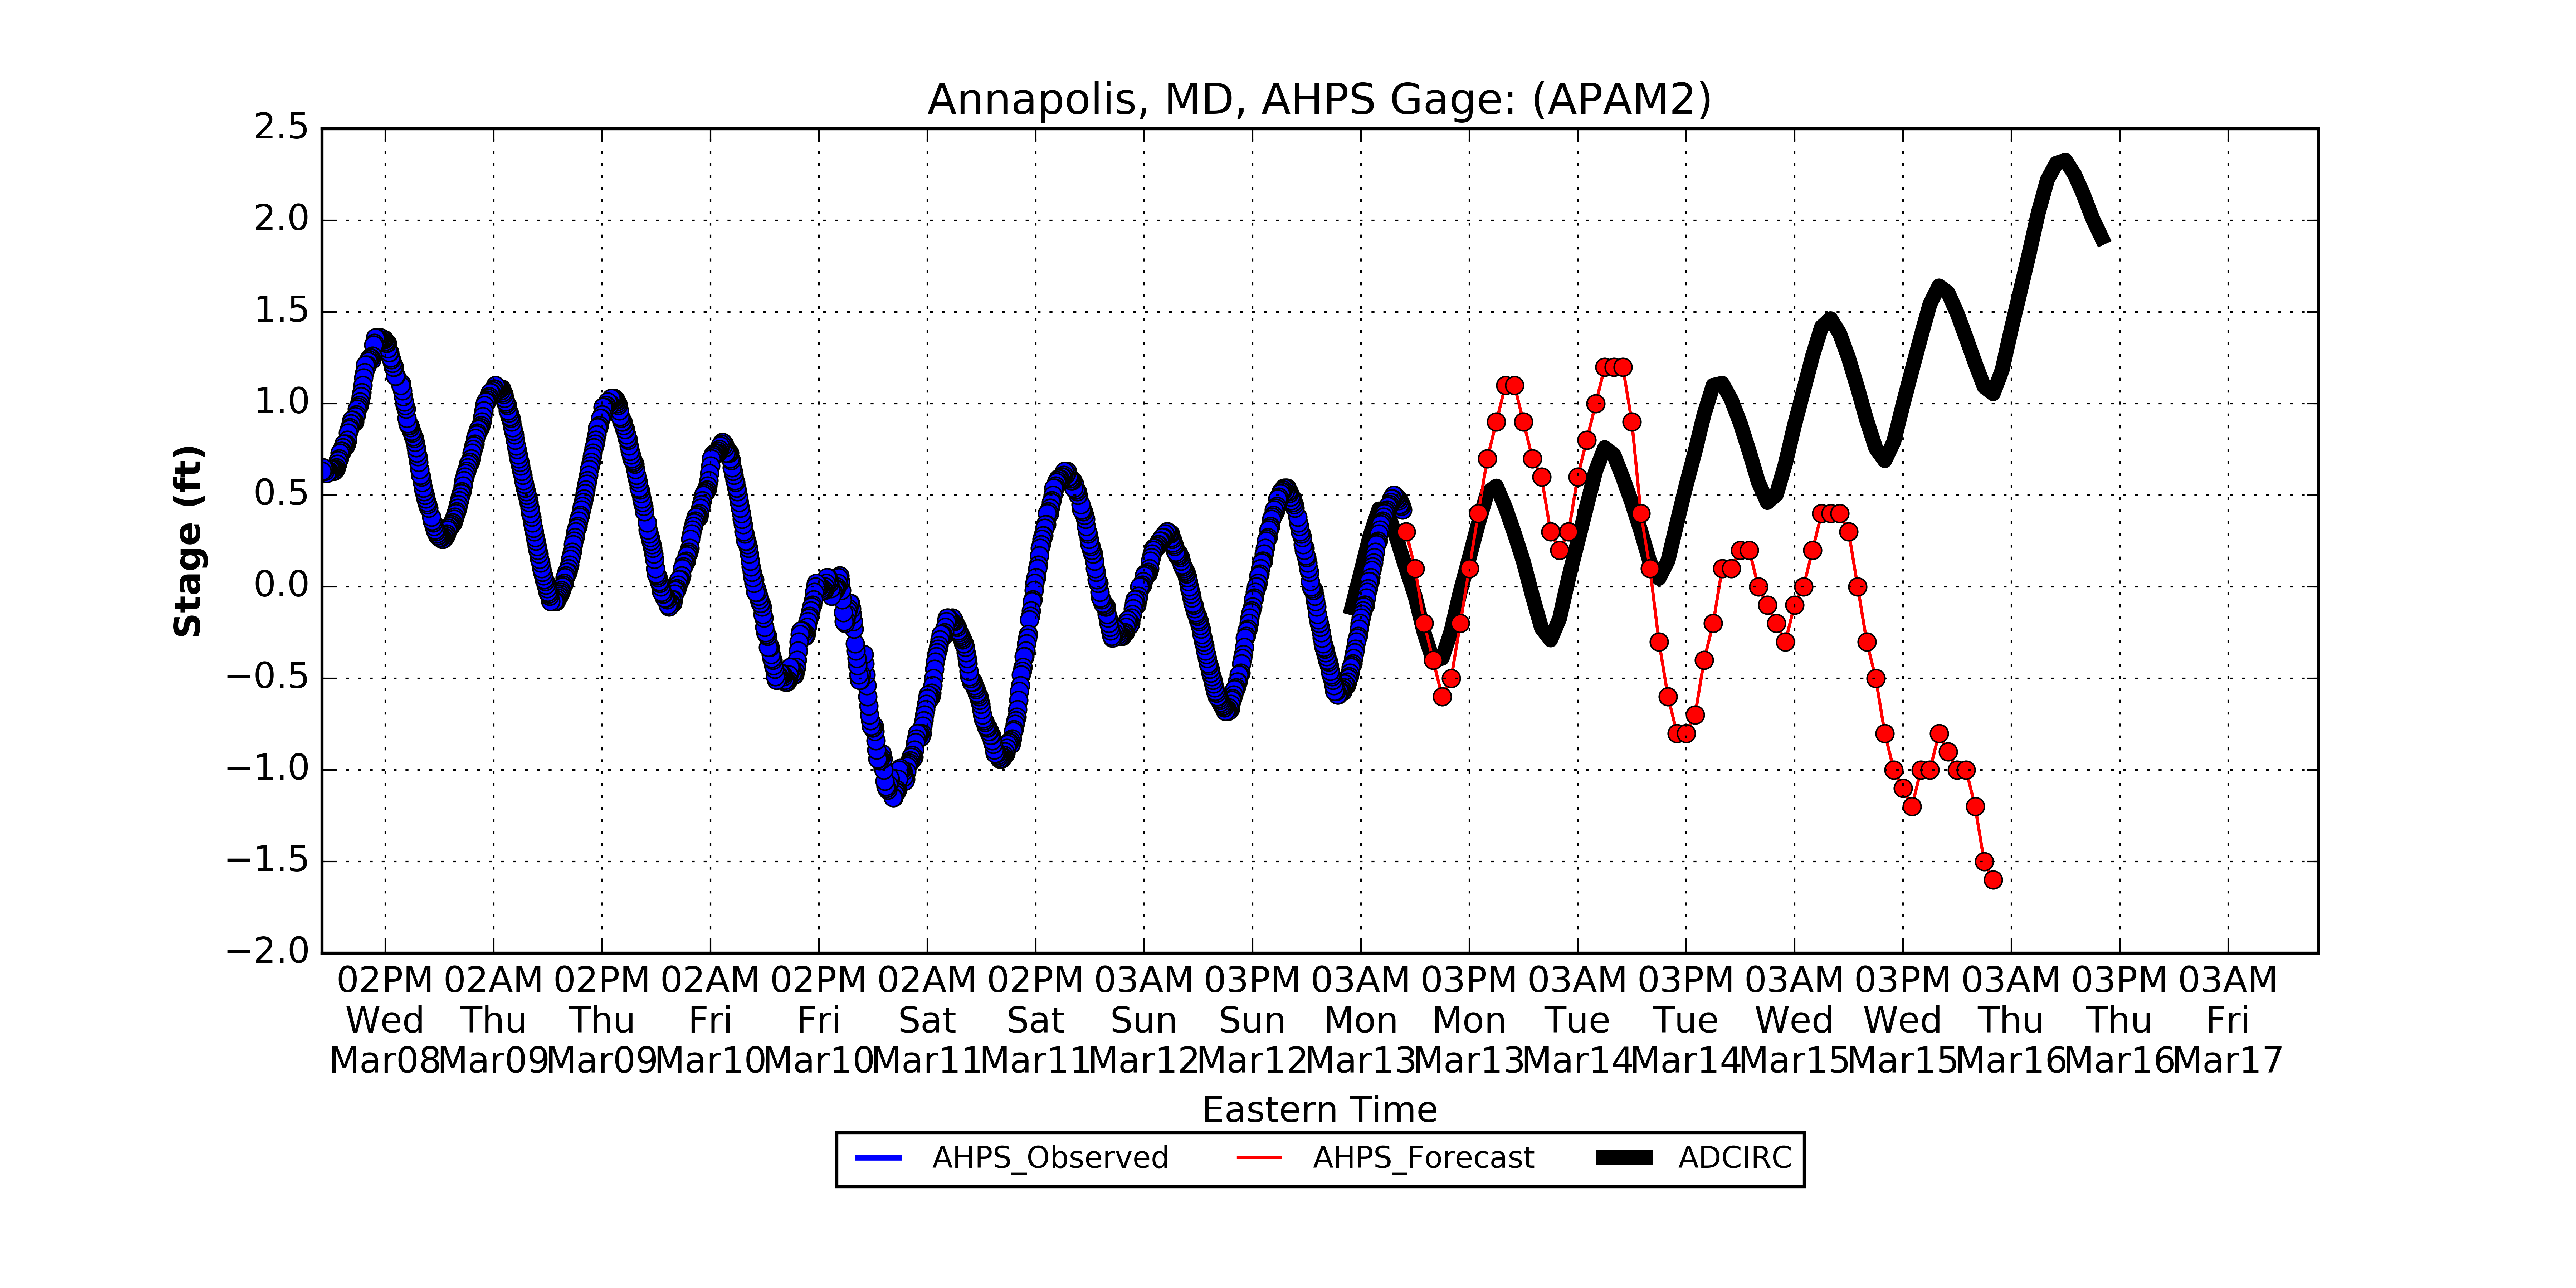 Annapolis, MD, AHPS Gage: (APAM2)
2.5
2.0
1.5
1.0
0.5
0.0
−0.5
−1.0
−1.5
−2.0
Stage (ft)
02PM 02AM 02PM 02AM 02PM 02AM 02PM 03AM 03PM 03AM 03PM 03AM 03PM 03AM 03PM 03AM 03PM 03AM
Wed Thu Thu Fri Fri Sat Sat Sun Sun Mon Mon Tue Tue Wed Wed Thu Thu Fri
Mar08 Mar09 Mar09 Mar10 Mar10 Mar11 Mar11 Mar12 Mar12 Mar13 Mar13 Mar14 Mar14 Mar15 Mar15 Mar16 Mar16 Mar17
Eastern Time
AHPS_Observed AHPS_Forecast ADCIRC